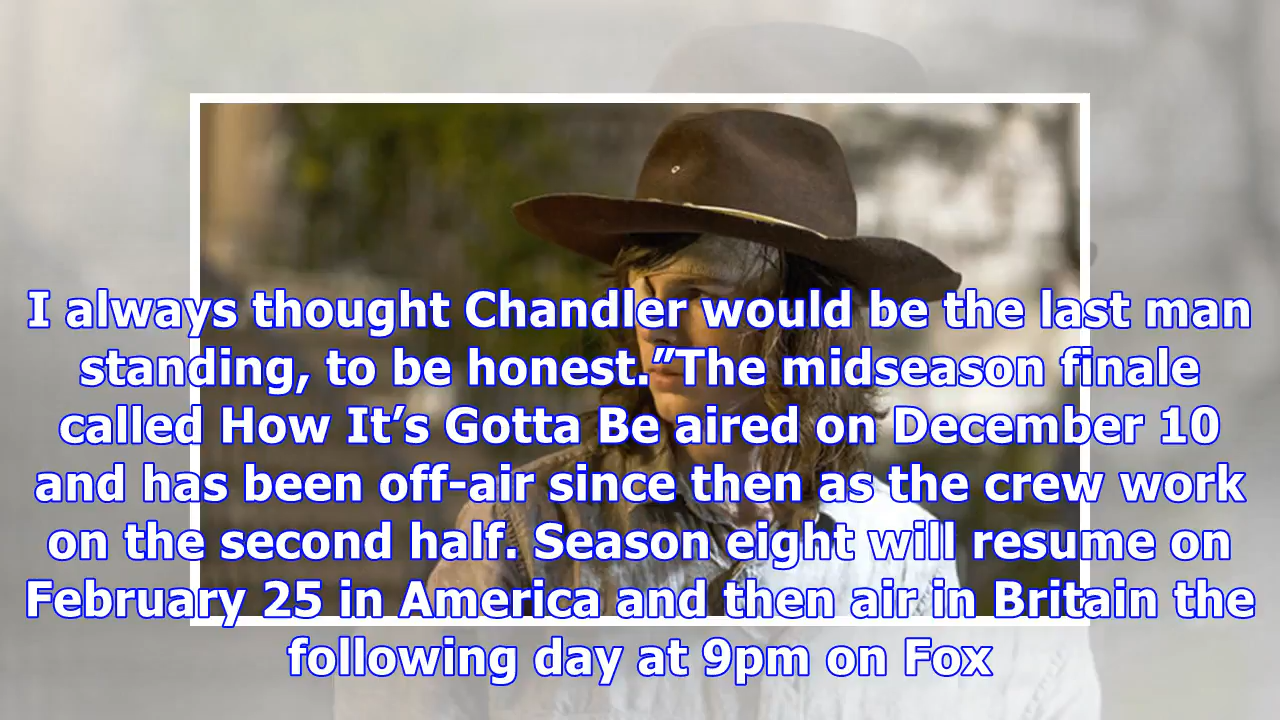 I always thought Chandler would be the last man
standing, to be honest.”The midseason finale
called How It’s Gotta Be aired on December 10
and has been off-air since then as the crew work
on the second half. Season eight will resume on
February 25 in America and then air in Britain the
following day at 9pm on Fox